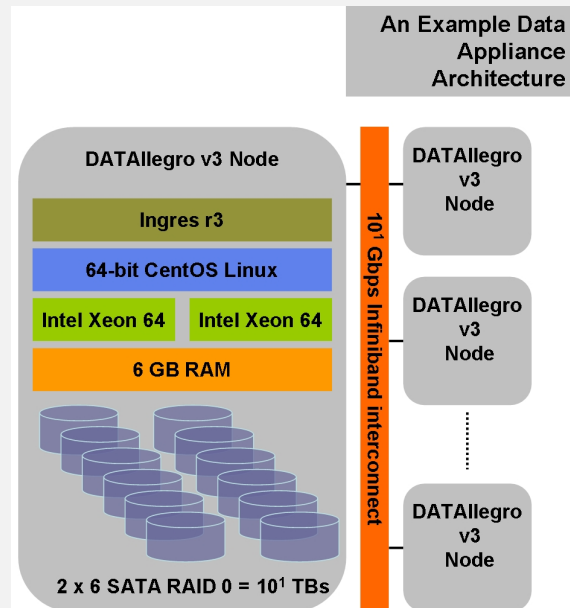 An Example Data
Appliance
Architecture
DATAllegro v3 Node
Ingres r3
64-bit CentOS Linux
Intel Xeon 64
Intel Xeon 64
6 GB RAM
2 x 6 SATA RAID 0 = 10¹ TBs
10¹ Gbps Infiniband interconnect
DATAllegro
v3
Node
DATAllegro
v3
Node
DATAllegro
v3
Node